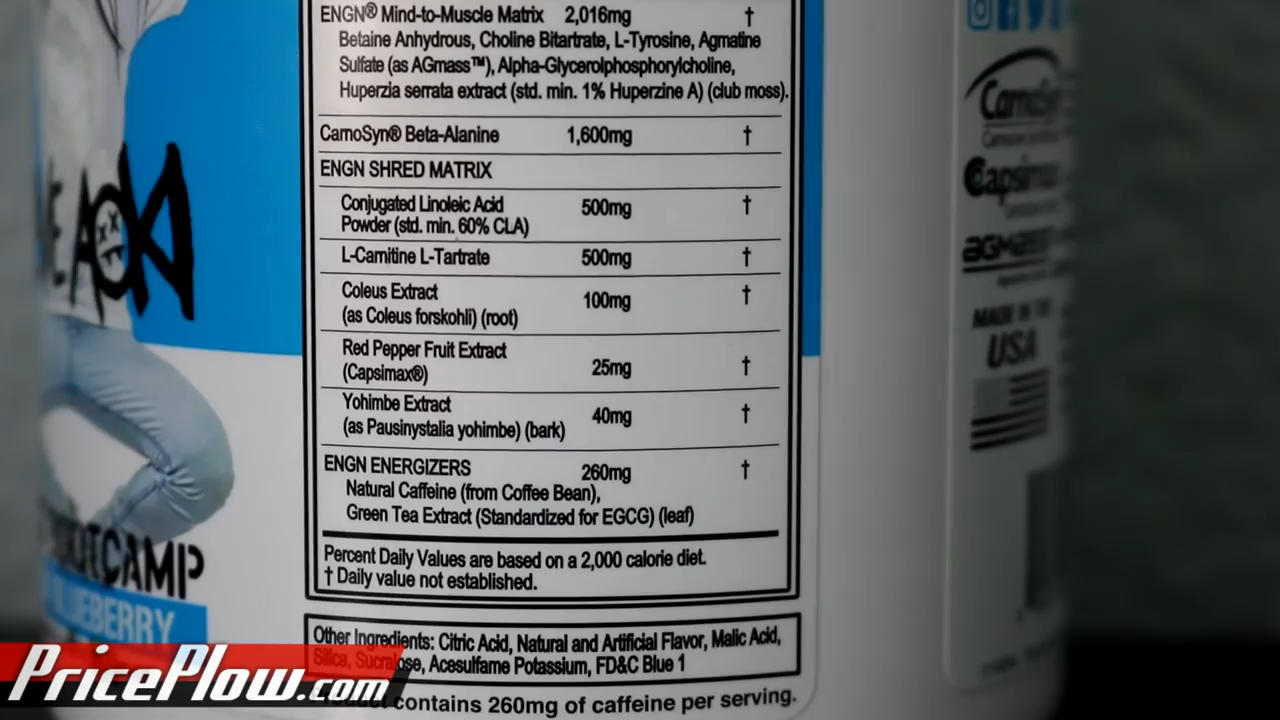 ENGN® Mind-to-Muscle Matrix 2,016mg †
Betaine Anhydrous, Choline Bitartrate, L-Tyrosine, Agmatine
Sulfate (as AGmass™), Alpha-Glycerolphosphorylcholine,
Huperzia serrata extract (std. min. 1% Huperzine A) (club moss).
CarnoSyn® Beta-Alanine 1,600mg †
ENGN SHRED MATRIX
Conjugated Linoleic Acid 500mg †
Powder (std. min. 60% CLA)
L-Carnitine L-Tartrate 500mg †
Coleus Extract 100mg †
(as Coleus forskohli) (root)
Red Pepper Fruit Extract 25mg †
(Capsimax®)
Yohimbe Extract 40mg †
(as Pausinystalia yohimbe) (bark)
ENGN ENERGIZERS 260mg †
Natural Caffeine (from Coffee Bean),
Green Tea Extract (Standardized for EGCG) (leaf)
Percent Daily Values are based on a 2,000 calorie diet.
† Daily value not established.
Other Ingredients: Citric Acid, Natural and Artificial Flavor, Malic Acid,
Silica, Sucralose, Acesulfame Potassium, FD&C Blue 1
contains 260mg of caffeine per serving.
AOKI
BLUEBERRY
Capsimax
MADE IN THE
USA
PricePlow.com